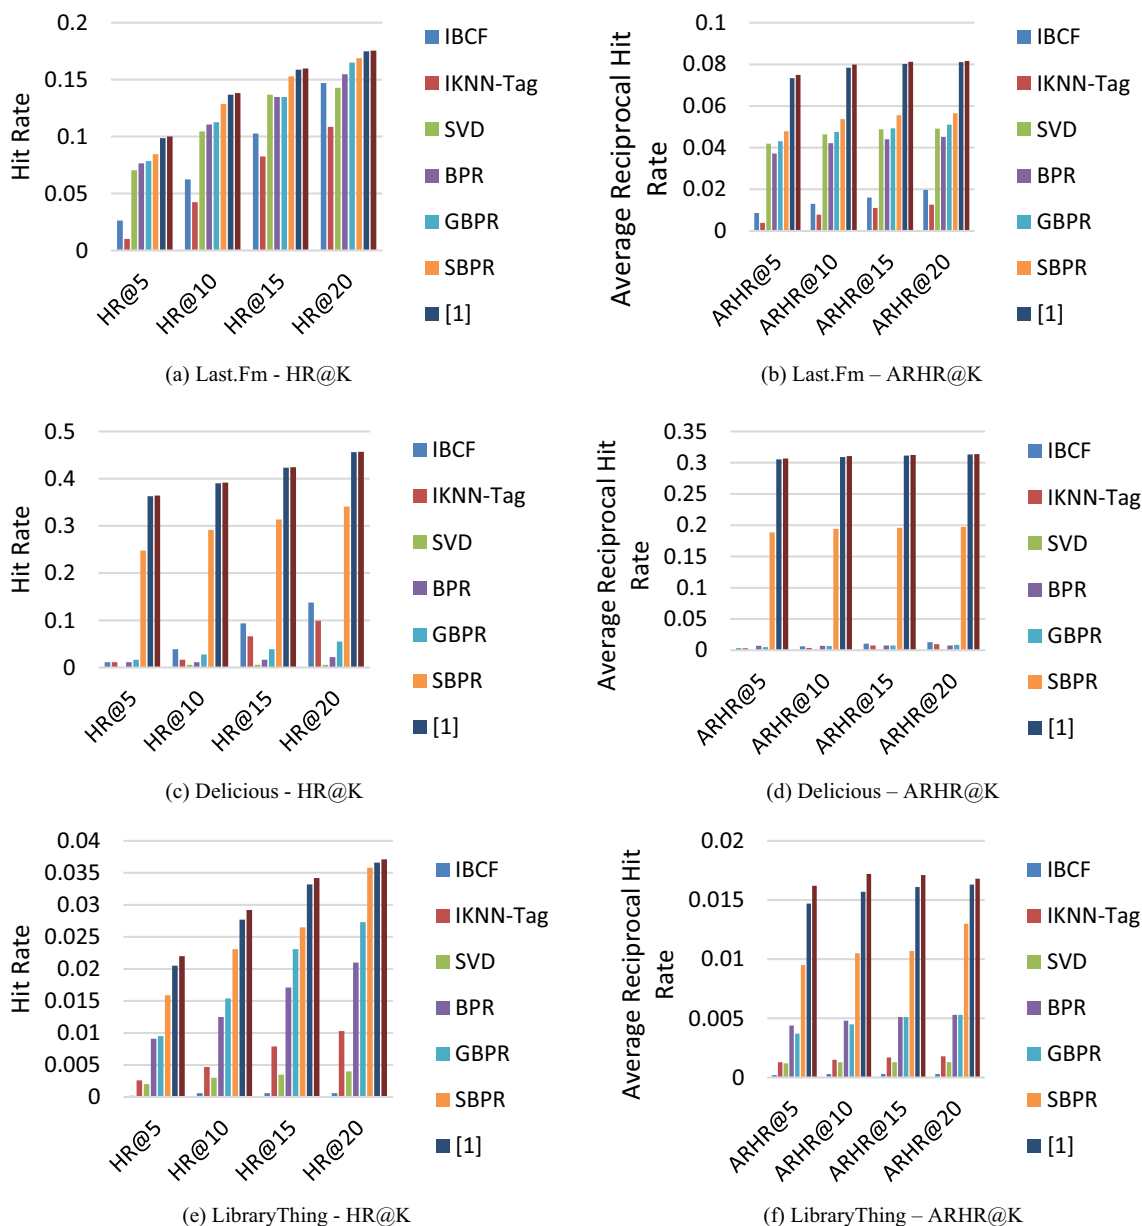 0.2
0.15
0.1
0.05
0
Hit Rate
HR@5
HR@10
HR@15
HR@20
IBCF
IKNN-Tag
SVD
BPR
GBPR
SBPR
[1]
(a) Last.Fm - HR@K
0.1
0.08
0.06
0.04
0.02
0
Average Reciprocal Hit
Rate
ARHR@5
ARHR@10
ARHR@15
ARHR@20
IBCF
IKNN-Tag
SVD
BPR
GBPR
SBPR
[1]
(b) Last.Fm – ARHR@K
0.5
0.4
0.3
0.2
0.1
0
Hit Rate
HR@5
HR@10
HR@15
HR@20
IBCF
IKNN-Tag
SVD
BPR
GBPR
SBPR
[1]
(c) Delicious - HR@K
0.35
0.3
0.25
0.2
0.15
0.1
0.05
0
Average Reciprocal Hit
Rate
ARHR@5
ARHR@10
ARHR@15
ARHR@20
IBCF
IKNN-Tag
SVD
BPR
GBPR
SBPR
[1]
(d) Delicious – ARHR@K
0.04
0.035
0.03
0.025
0.02
0.015
0.01
0.005
0
Hit Rate
HR@5
HR@10
HR@15
HR@20
IBCF
IKNN-Tag
SVD
BPR
GBPR
SBPR
[1]
(e) LibraryThing - HR@K
0.02
0.015
0.01
0.005
0
Average Reciprocal Hit
Rate
ARHR@5
ARHR@10
ARHR@15
ARHR@20
IBCF
IKNN-Tag
SVD
BPR
GBPR
SBPR
[1]
(f) LibraryThing – ARHR@K